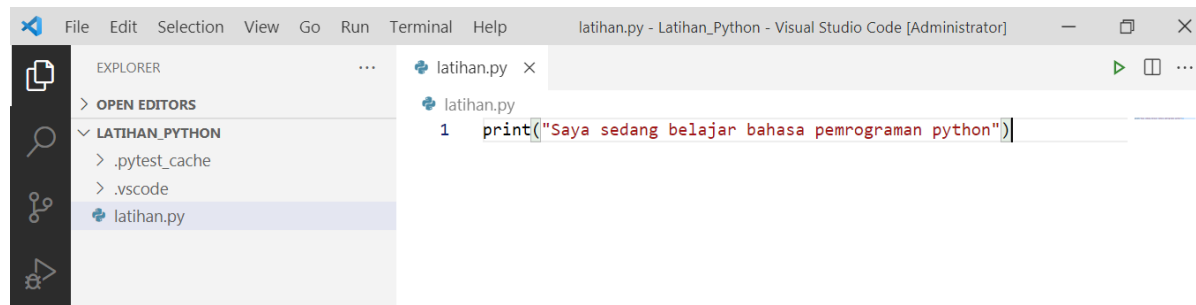 File Edit Selection View Go Run Terminal Help latihan.py - Latihan_Python - Visual Studio Code [Administrator]
EXPLORER
OPEN EDITORS
LATIHAN_PYTHON
.pytest_cache
.vscode
latihan.py
latihan.py
latihan.py
1 print("Saya sedang belajar bahasa pemrograman python")